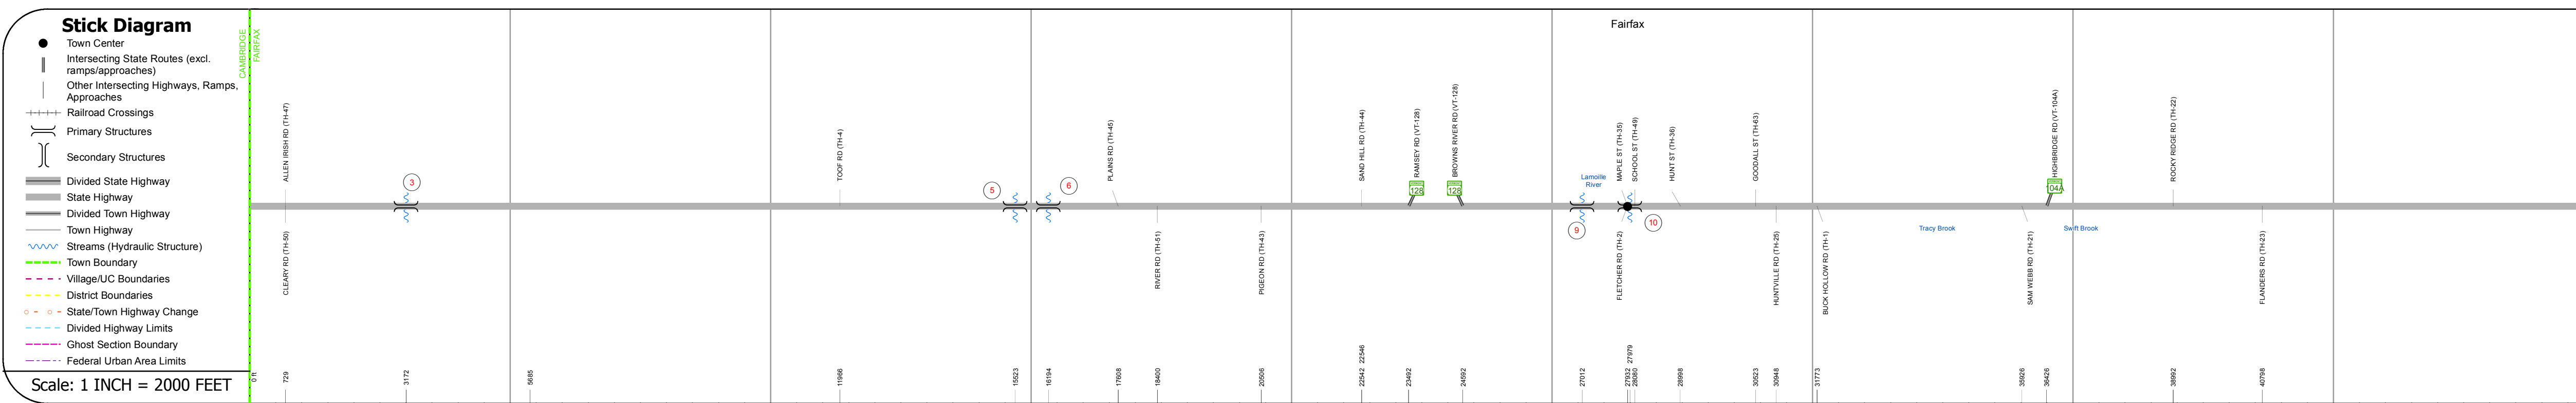 Stick Diagram
Town Center
Intersecting State Routes (excl.
ramps/approaches)
Other Intersecting Highways, Ramps,
Approaches
Railroad Crossings
Primary Structures
Secondary Structures
Divided State Highway
State Highway
Divided Town Highway
Town Highway
Streams (Hydraulic Structure)
Town Boundary
Village/UC Boundaries
District Boundaries
State/Town Highway Change
Divided Highway Limits
Ghost Section Boundary
Federal Urban Area Limits
Scale: 1 INCH = 2000 FEET
CAMBRIDGE
FAIRFAX
Fairfax
ALLEN IRISH RD (TH-47)
TOOF RD (TH-4)
PLAINS RD (TH-45)
SAND HILL RD (TH-44)
RAMSEY RD (VT-128)
BROWNS RIVER RD (VT-128)
MAPLE ST (TH-35)
SCHOOL ST (TH-49)
HUNT ST (TH-36)
GOODALL ST (TH-63)
HIGHBRIDGE RD (VT-104A)
ROCKY RIDGE RD (TH-22)
3
5
6
128
128
Lamoille
River
104A
9
10
Tracy Brook
Swift Brook
CLEARY RD (TH-50)
RIVER RD (TH-51)
PIGEON RD (TH-43)
FLETCHER RD (TH-2)
HUNTVILLE RD (TH-25)
BUCK HOLLOW RD (TH-1)
SAM WEBB RD (TH-21)
FLANDERS RD (TH-23)
0 ft
729
3172
5685
11966
15523
16194
17608
18400
20506
22542 22546
23492
24592
27012
27932 27979
28080
28998
30523
30948
31773
35926
36426
38992
40798